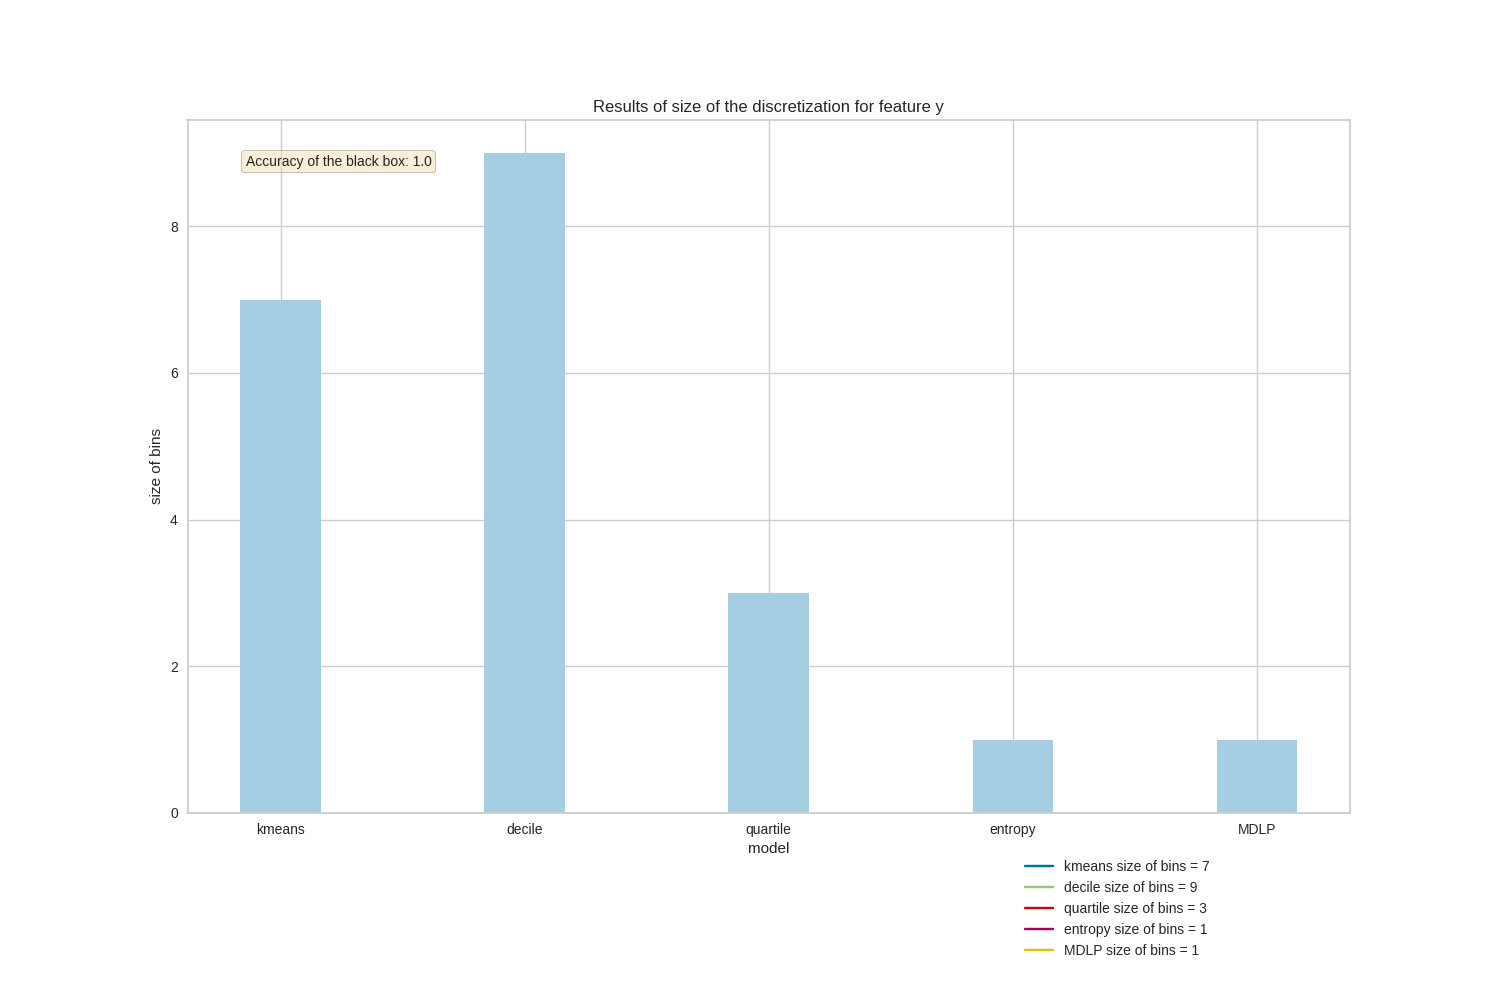 Results of size of the discretization for feature y
Accuracy of the black box: 1.0
8
6
4
2
0
size of bins
kmeans decile quartile entropy MDLP
model
kmeans size of bins = 7
decile size of bins = 9
quartile size of bins = 3
entropy size of bins = 1
MDLP size of bins = 1